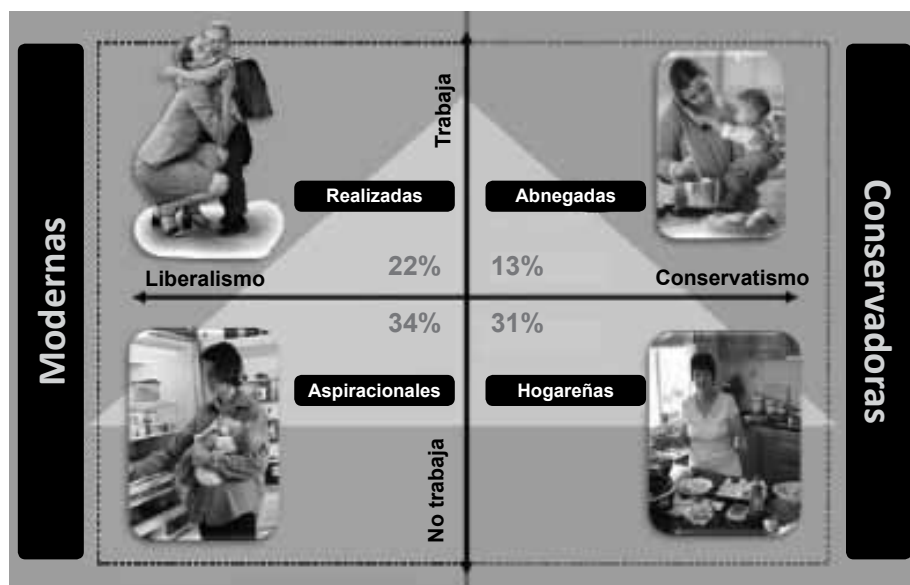 Modernas
Trabaja
Realizadas
Abnegadas
22%
13%
Liberalismo
Conservatismo
34%
31%
Aspiracionales
Hogareñas
No trabaja
Conservadoras